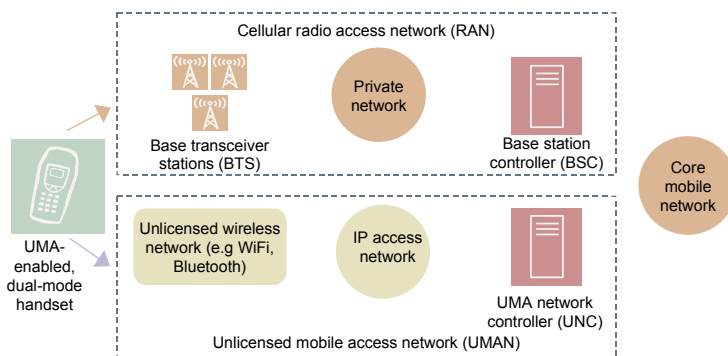 Cellular radio access network (RAN)
Private
network
Base transceiver
stations (BTS)
Base station
controller (BSC)
Core
mobile
network
UMA-
enabled,
dual-mode
handset
Unlicensed wireless
network (e.g WiFi,
Bluetooth)
IP access
network
UMA network
controller (UNC)
Unlicensed mobile access network (UMAN)